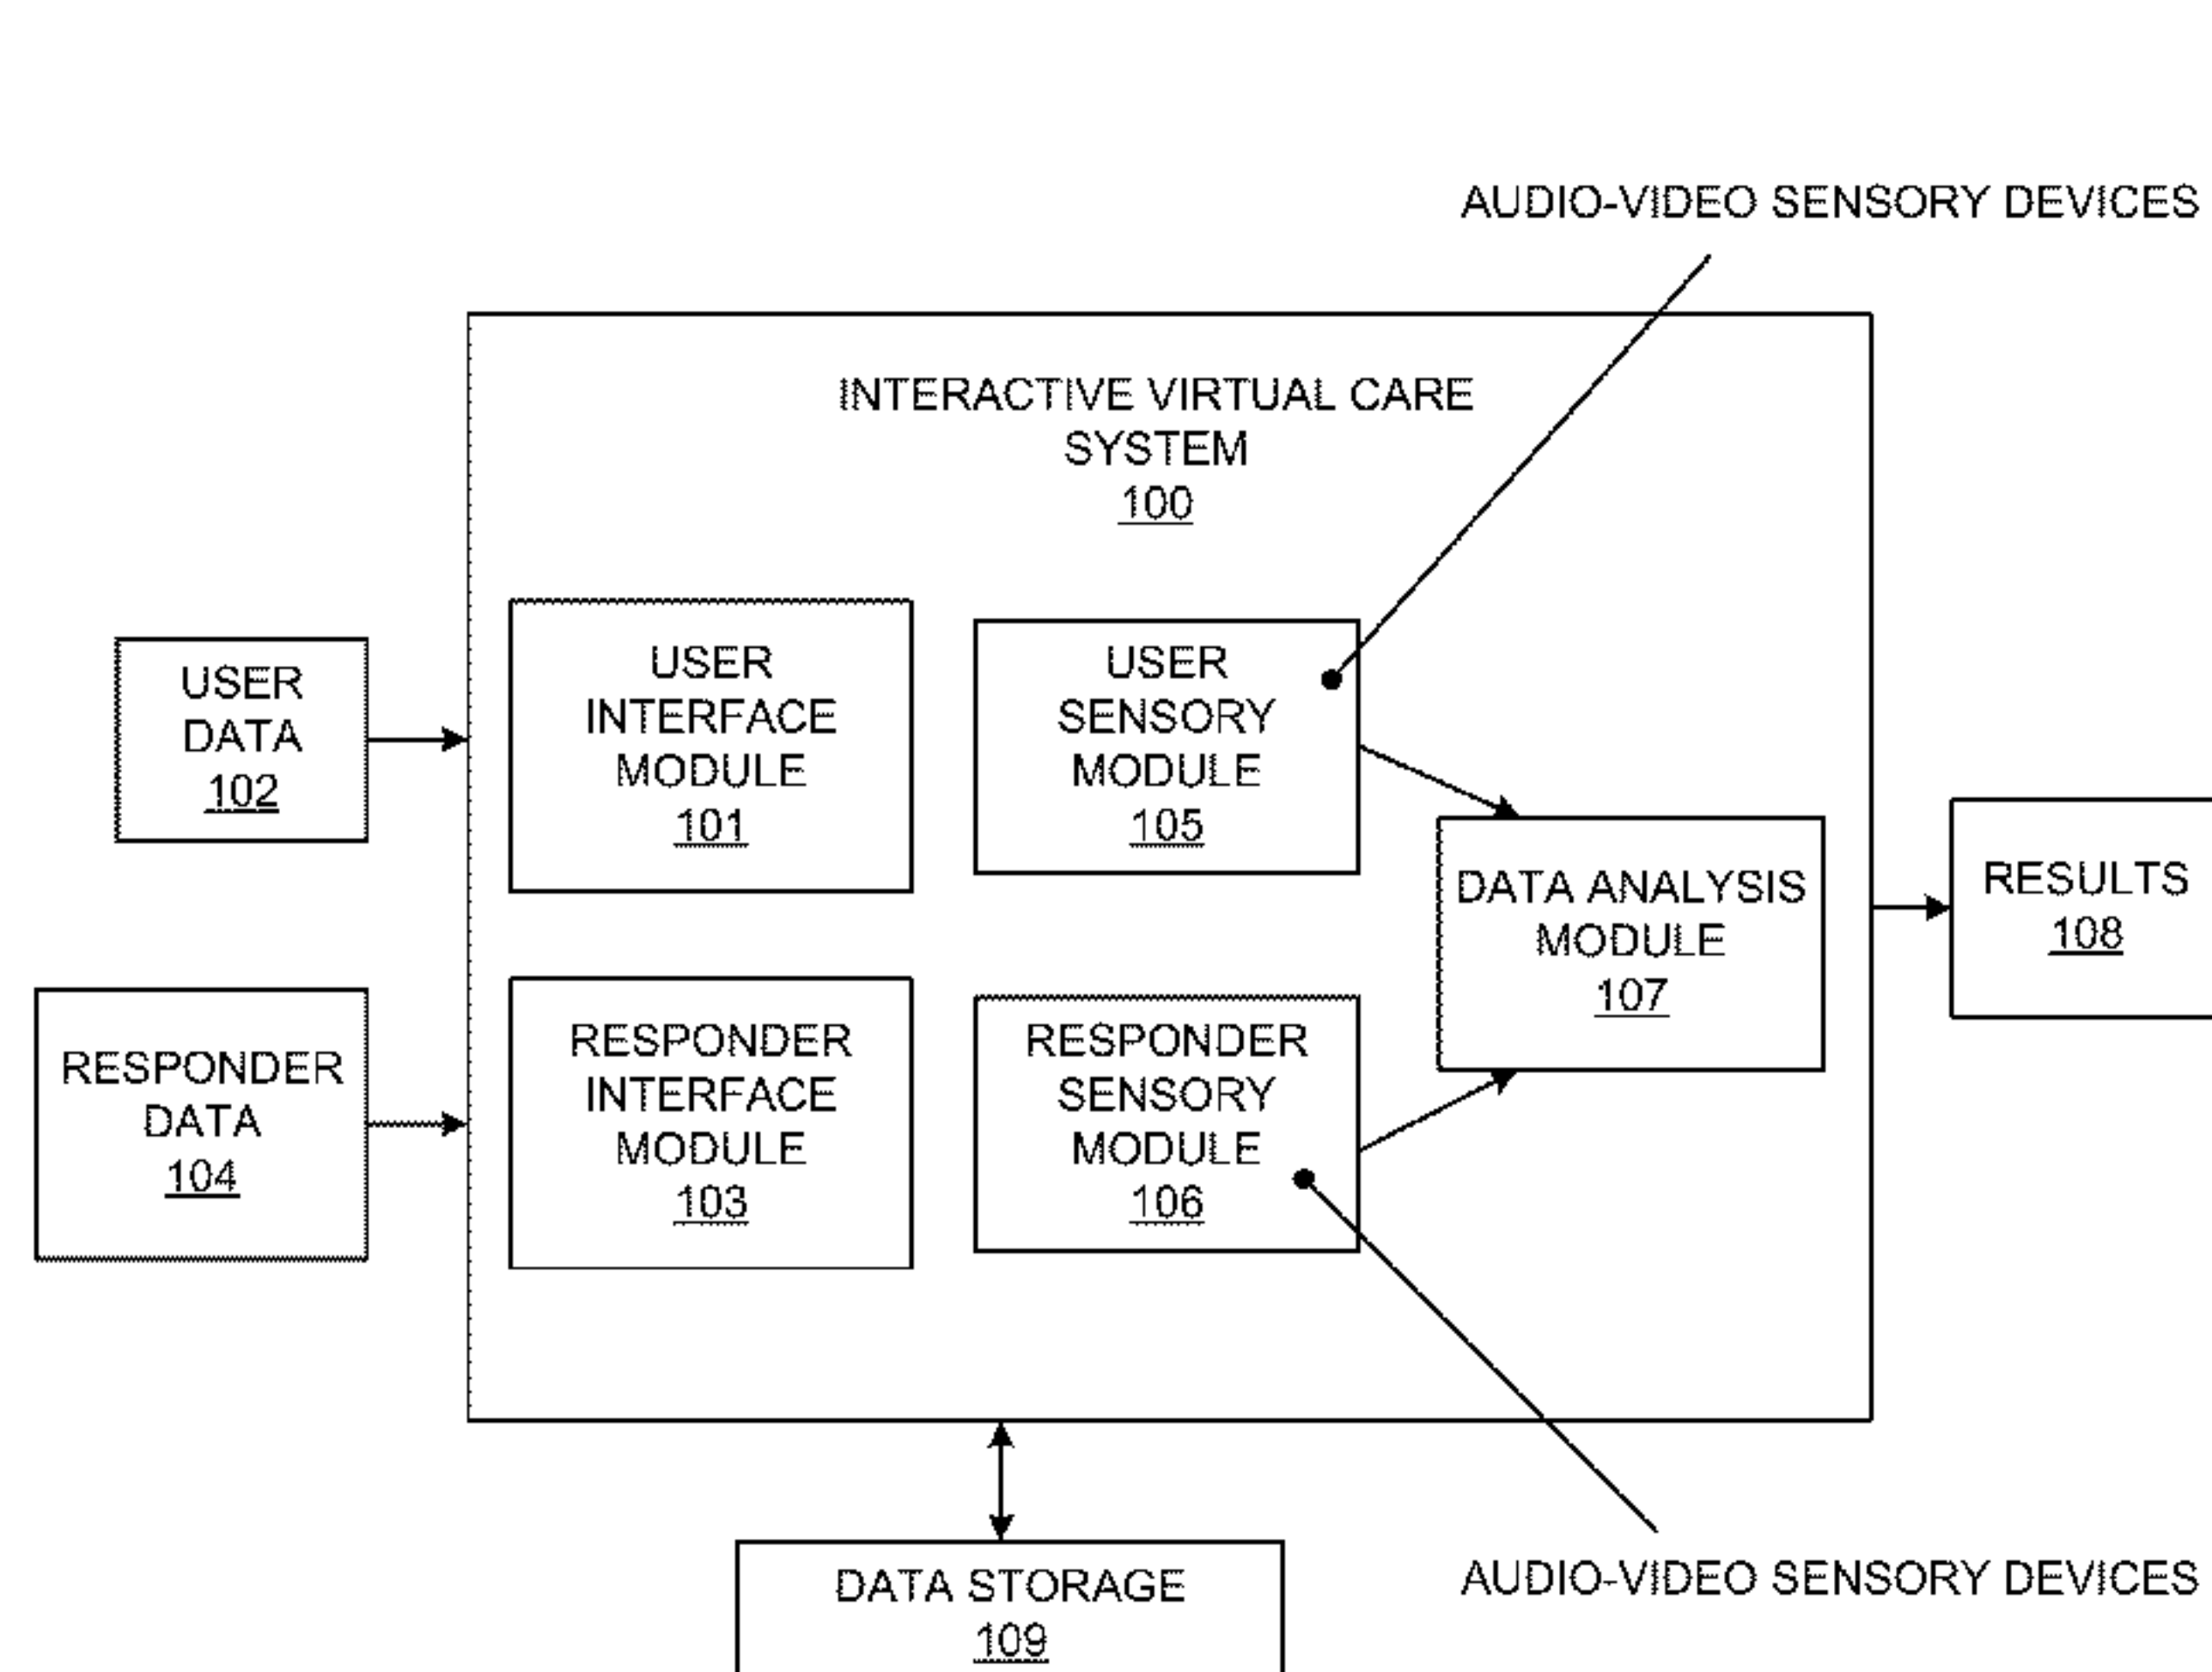 AUDIO-VIDEO SENSORY DEVICES
INTERACTIVE VIRTUAL CARE
SYSTEM
100
USER
DATA
102
USER
INTERFACE
MODULE
101
USER
SENSORY
MODULE
105
DATA ANALYSIS
MODULE
107
RESULTS
108
RESPONDER
DATA
104
RESPONDER
INTERFACE
MODULE
103
RESPONDER
SENSORY
MODULE
106
DATA STORAGE
109
AUDIO-VIDEO SENSORY DEVICES